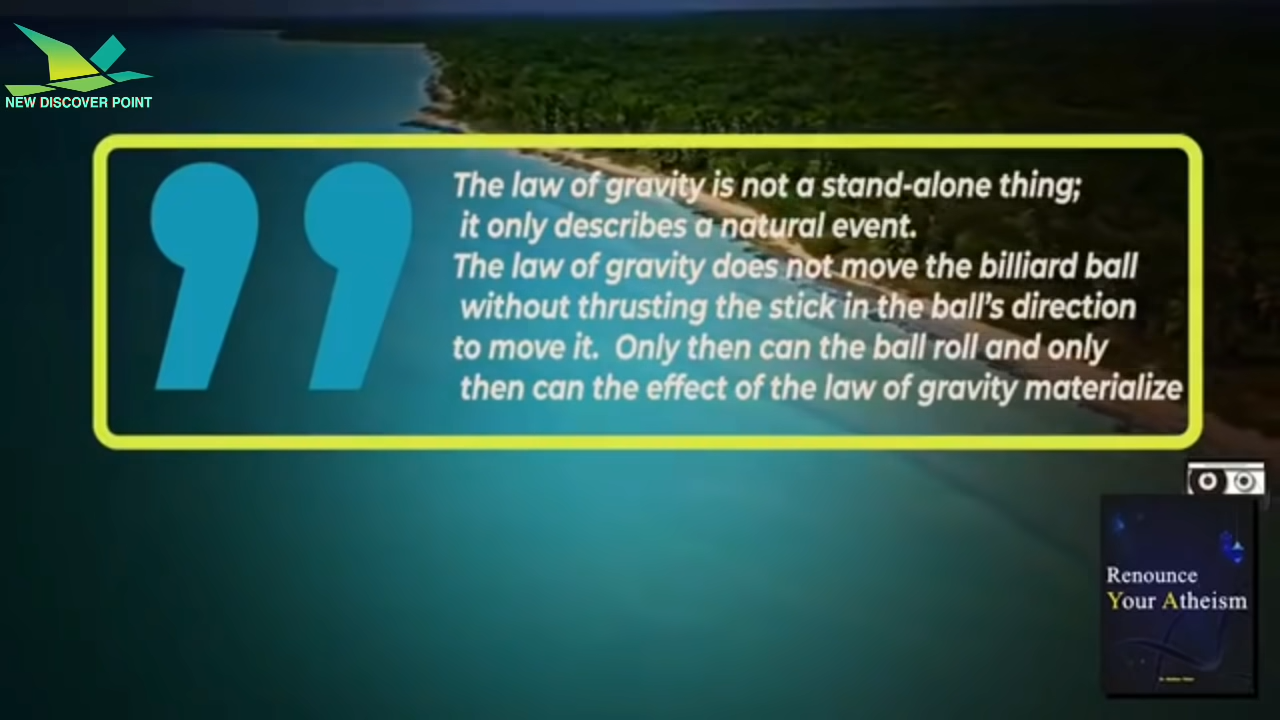 NEW DISCOVER POINT
The law of gravity is not a stand-alone thing;
it only describes a natural event.
The law of gravity does not move the billiard ball
without thrusting the stick in the ball’s direction
to move it. Only then can the ball roll and only
then can the effect of the law of gravity materialize
Renounce
Your Atheism